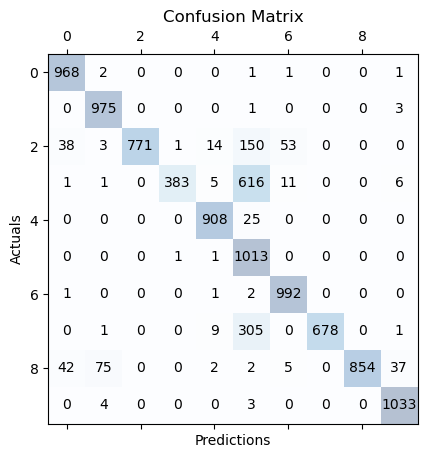 Confusion Matrix
0 2 4 6 8
0 968 2 0 0 0 1 1 0 0 1
0 975 0 0 0 1 0 0 0 3
2 38 3 771 1 14 150 53 0 0 0
1 1 0 383 5 616 11 0 0 6
4 0 0 0 0 908 25 0 0 0 0
0 0 0 1 1 1013 0 0 0 0
6 1 0 0 0 1 2 992 0 0 0
0 1 0 0 9 305 0 678 0 1
8 42 75 0 0 2 2 5 0 854 37
0 4 0 0 0 3 0 0 0 1033
Actuals
Predictions